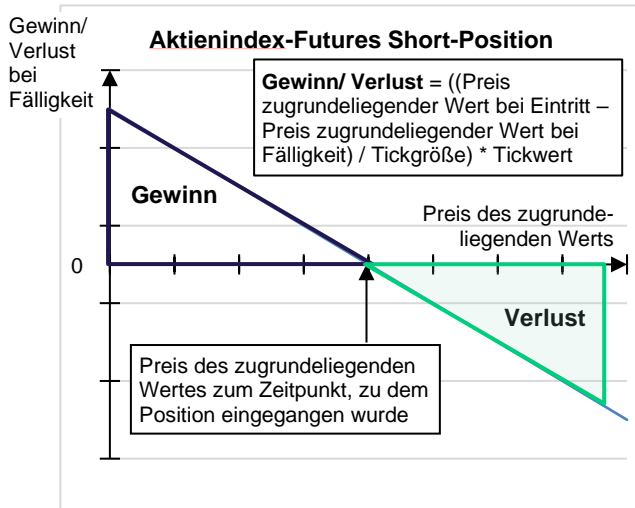 Gewinn/
Verlust
bei
Fälligkeit
Aktienindex-Futures Short-Position
Gewinn/ Verlust = ((Preis
zugrundeliegender Wert bei Eintritt –
Preis zugrundeliegender Wert bei
Fälligkeit) / Tickgröße) * Tickwert
Gewinn
Preis des zugrunde-
liegenden Werts
0
Verlust
Preis des zugrundeliegenden
Wertes zum Zeitpunkt, zu dem
Position eingegangen wurde